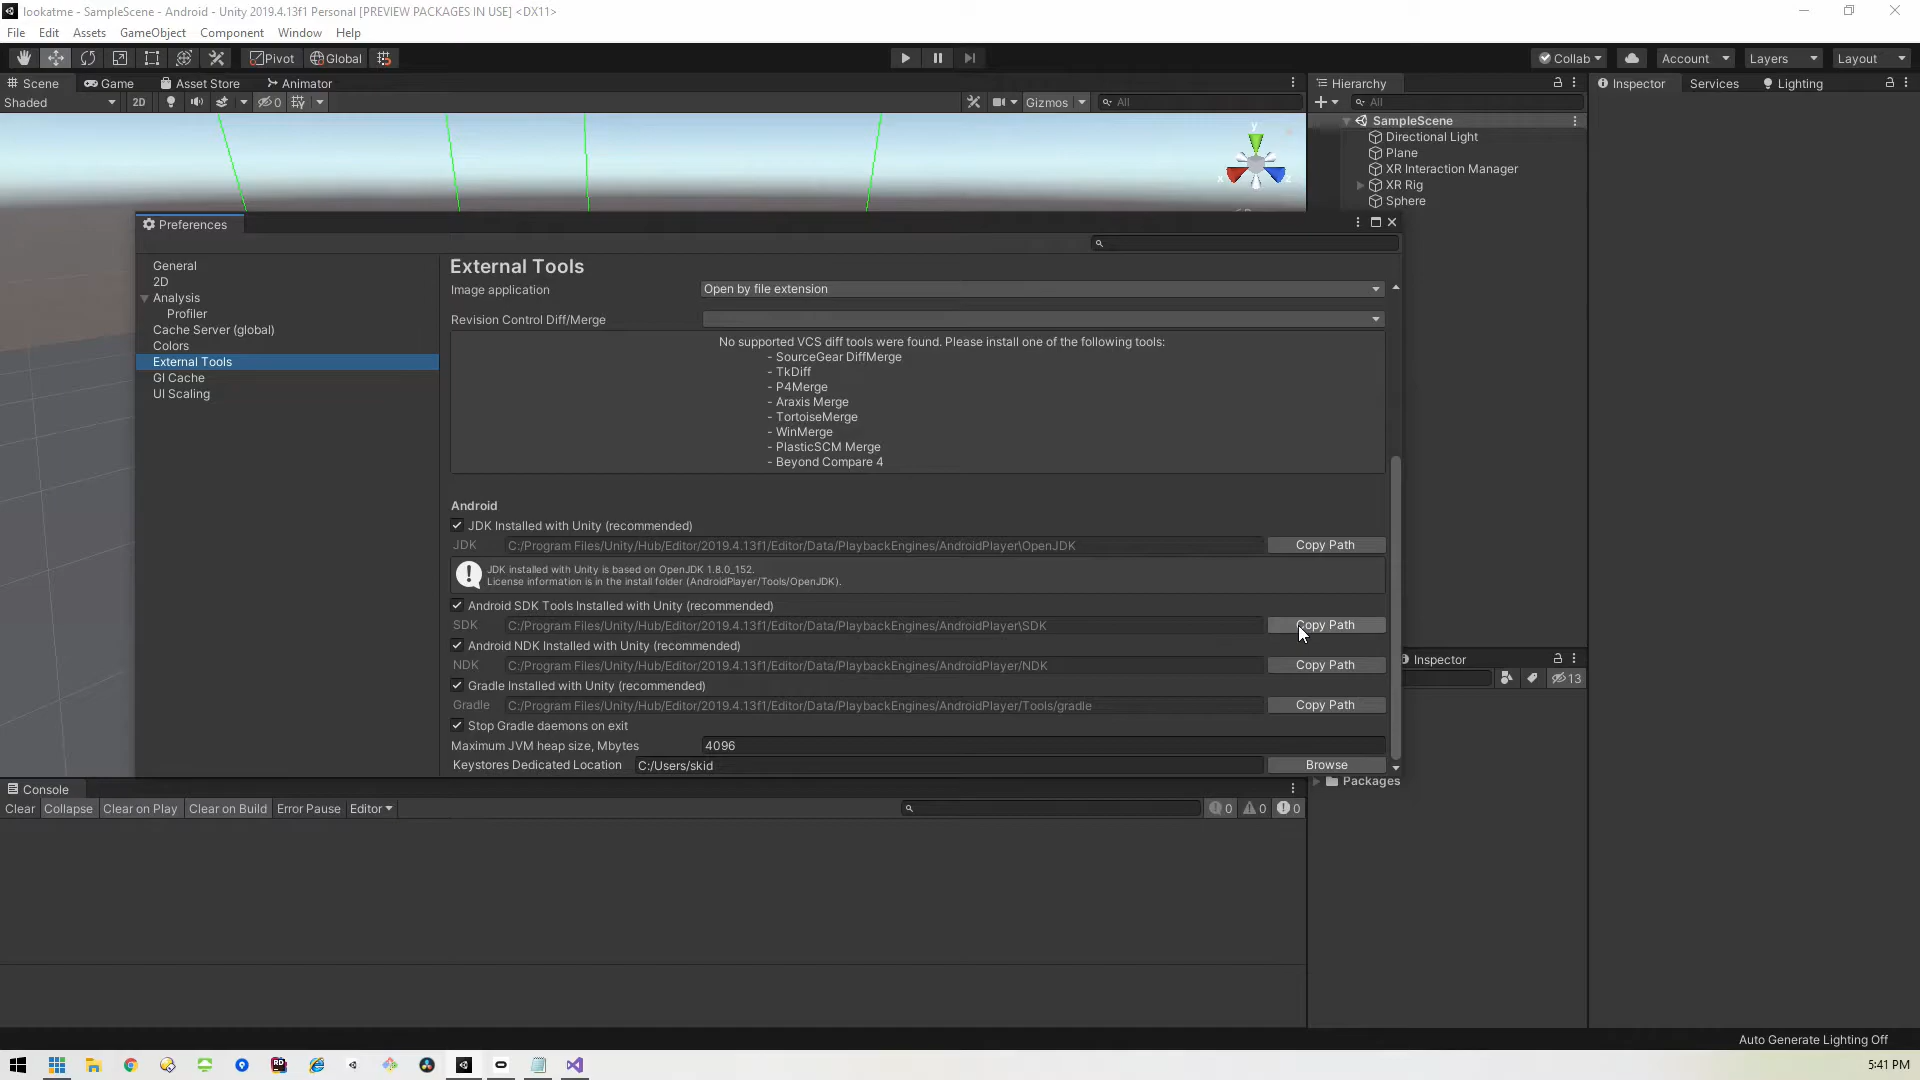 lookatme - SampleScene - Android - Unity 2019.4.13f1 Personal [PREVIEW PACKAGES IN USE] <DX11>
File Edit Assets GameObject Component Window Help
Pivot Global Collab Account Layers Layout
Scene Game Asset Store Animator Hierarchy Inspector Services Lighting
Shaded 2D 0 Gizmos All All
SampleScene
Directional Light
Plane
XR Interaction Manager
XR Rig
Sphere
y
x z
Preferences
General
2D
Analysis
Profiler
Cache Server (global)
Colors
External Tools
GI Cache
UI Scaling
External Tools
Image application Open by file extension
Revision Control Diff/Merge
No supported VCS diff tools were found. Please install one of the following tools:
- SourceGear DiffMerge
- TkDiff
- P4Merge
- Araxis Merge
- TortoiseMerge
- WinMerge
- PlasticSCM Merge
- Beyond Compare 4
Android
JDK Installed with Unity (recommended)
JDK C:/Program Files/Unity/Hub/Editor/2019.4.13f1/Editor/Data/PlaybackEngines/AndroidPlayer\OpenJDK Copy Path
JDK installed with Unity is based on OpenJDK 1.8.0_152.
License information is in the install folder (AndroidPlayer/Tools/OpenJDK).
Android SDK Tools Installed with Unity (recommended)
SDK C:/Program Files/Unity/Hub/Editor/2019.4.13f1/Editor/Data/PlaybackEngines/AndroidPlayer\SDK Copy Path
Android NDK Installed with Unity (recommended)
NDK C:/Program Files/Unity/Hub/Editor/2019.4.13f1/Editor/Data/PlaybackEngines/AndroidPlayer/NDK Copy Path
Gradle Installed with Unity (recommended)
Gradle C:/Program Files/Unity/Hub/Editor/2019.4.13f1/Editor/Data/PlaybackEngines/AndroidPlayer/Tools/gradle Copy Path
Stop Gradle daemons on exit
Maximum JVM heap size, Mbytes 4096
Keystores Dedicated Location C:/Users/skid Browse
Inspector
13
Packages
Console
Clear Collapse Clear on Play Clear on Build Error Pause Editor 0 0 0
Auto Generate Lighting Off
5:41 PM